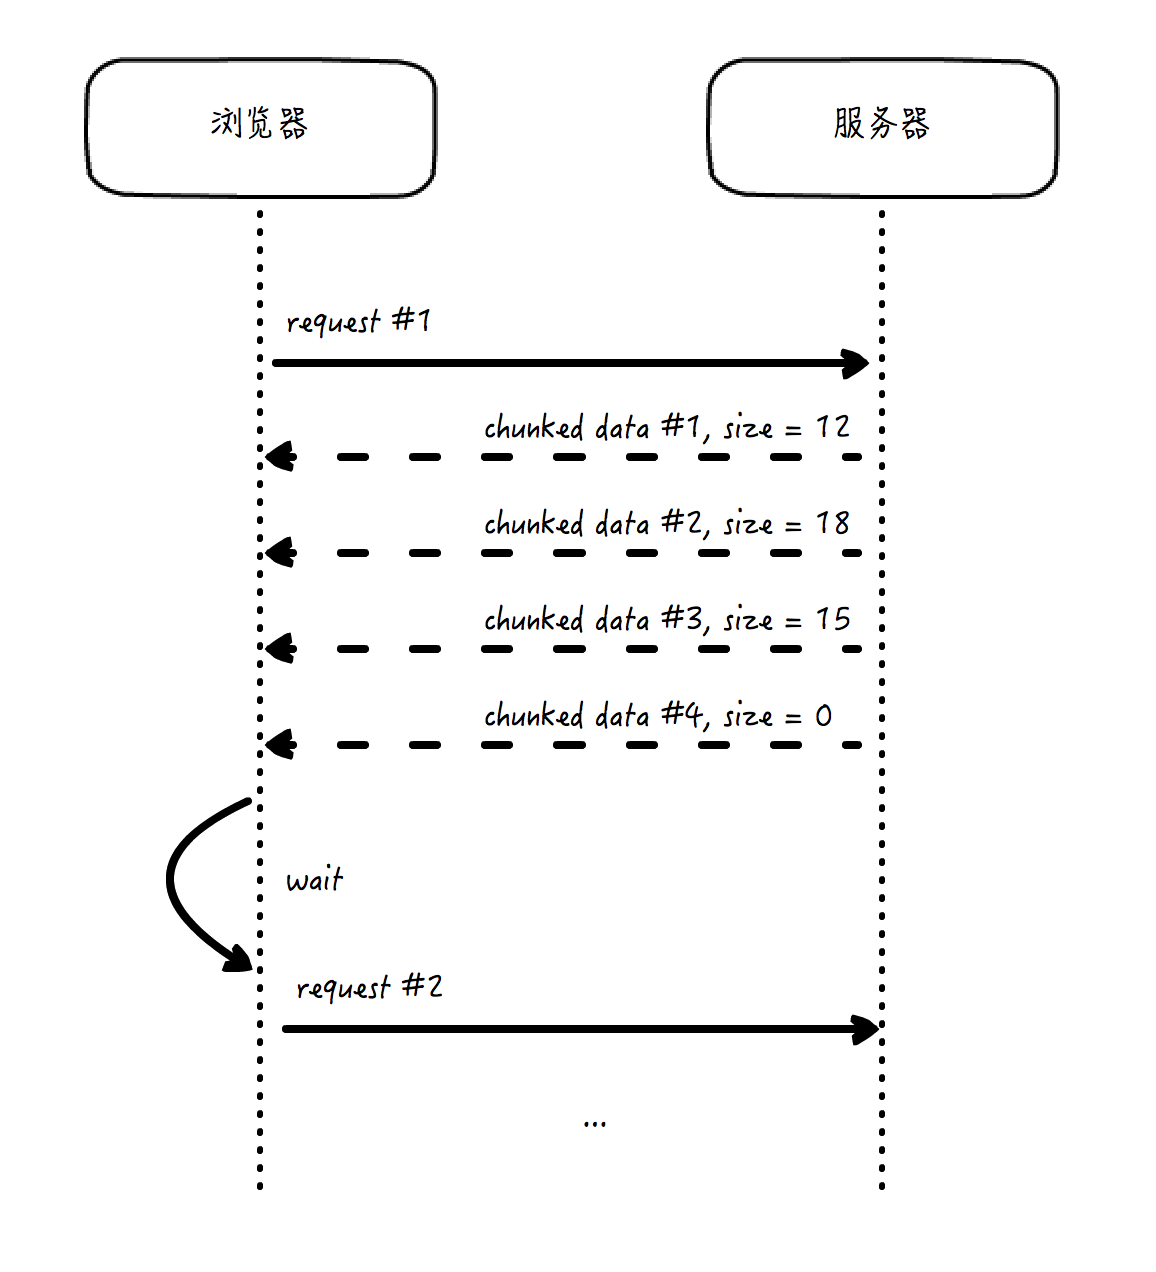 浏览器
服务器
request #1
chunked data #1, size = 12
chunked data #2, size = 18
chunked data #3, size = 15
chunked data #4, size = 0
wait
request #2
...